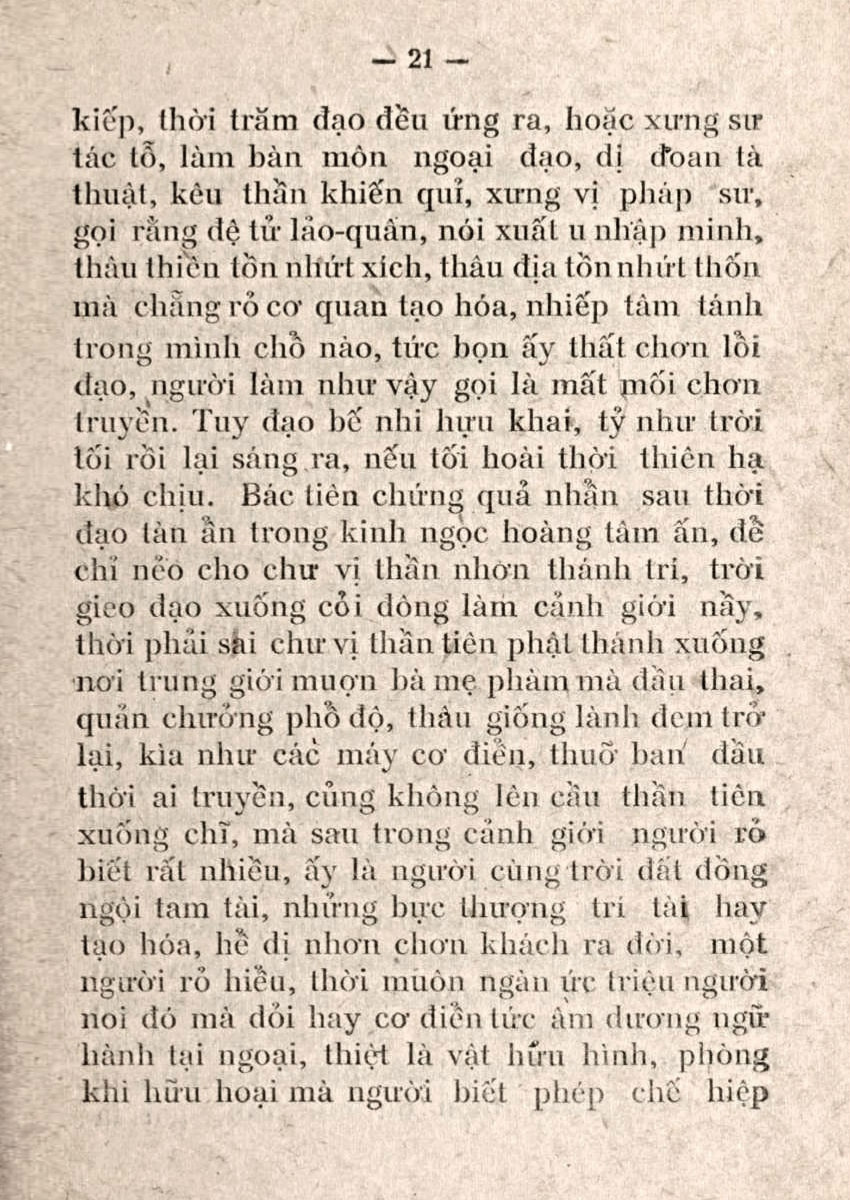 — 21 —
kiếp, thời trăm đạo đều ứng ra, hoặc xưng sư
tác tổ, làm bàn môn ngoại đạo, dị đoan tà
thuật, kêu thần khiến quỉ, xưng vị pháp sư,
gọi rằng đệ tử lảo-quân, nói xuất u nhập minh,
thâu thiên tồn nhứt xích, thâu địa tồn nhứt thốn
mà chẳng rỏ cơ quan tạo hóa, nhiếp tâm tánh
trong mình chổ nào, tức bọn ấy thất chơn lồi
đạo, người làm như vậy gọi là mất mối chơn
truyền. Tuy đạo bế nhi hựu khai, tỷ như trời
tối rồi lại sáng ra, nếu tối hoài thời thiên hạ
khó chịu. Bác tiên chứng quả nhẫn sau thời
đạo tàn ẩn trong kinh ngọc hoàng tâm ấn, để
chỉ nẻo cho chư vị thần nhơn thánh trí, trời
gieo đạo xuống cỏi đông làm cảnh giới nầy,
thời phải sai chư vị thần tiên phật thánh xuống
nơi trung giới muợn bà mẹ phàm mà đầu thai,
quản chưởng phổ độ, thâu giống lành đem trở
lại, kìa như các máy cơ điển, thuở ban đầu
thời ai truyền, củng không lên cầu thần tiên
xuống chĩ, mà sau trong cảnh giới người rỏ
biết rất nhiều, ấy là người cùng trời đất đồng
ngội tam tài, nhửng bực thượng trí tài hay
tạo hóa, hể dị nhơn chơn khách ra đời, một
người rỏ hiểu, thời muôn ngàn ức triệu người
noi đó mà dỏi hay cơ điển tức âm dương ngữ
hành tại ngoại, thiệt là vật hữu hình, phòng
khi hữu hoại mà người biết phép chế hiệp